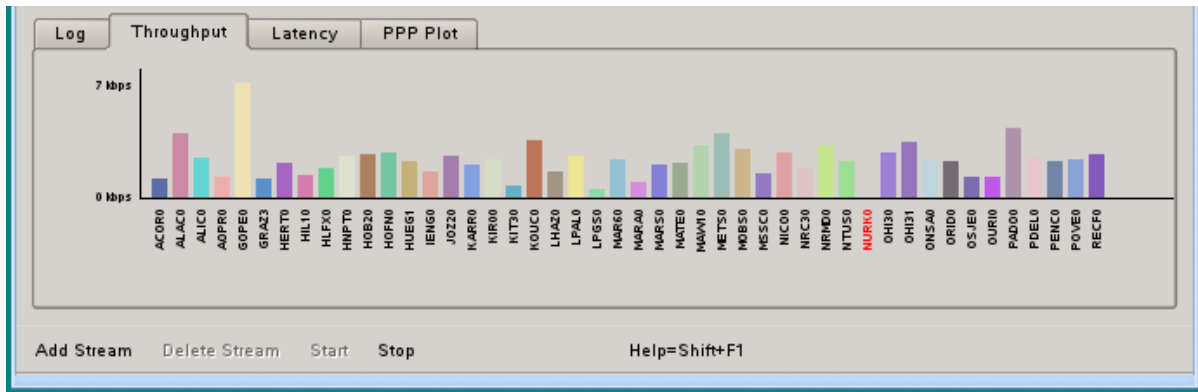 Log Throughput Latency PPP Plot
7 kbps
0 kbps
ACOR0 ALAC0 ALIC0 AOPR0 GOPE0 GRAZ3 HERT0 HIL10 HLFX0 HNPT0 HOB20 HOFN0 HUEG1 IENG0 JOZ20 KARR0 KIR00 KIT30 KOUC0 LHAZ0 LPAL0 LPGS0 MAR60 MARA0 MARS0 MATE0 MAW10 METS0 MOBS0 MSSC0 NICO0 NRC30 NRMD0 NTUS0 NURK0 OHI30 OHI31 ONSA0 ORID0 OSJE0 OURI0 PADO0 PDEL0 PENC0 POVE0 RECF0
Add Stream Delete Stream Start Stop Help=Shift+F1